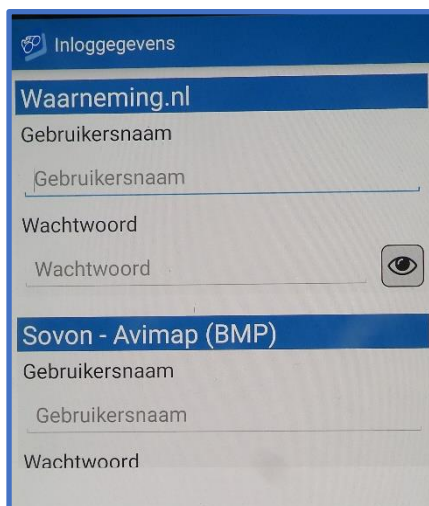 Inloggegevens
Waarneming.nl
Gebruikersnaam
Gebruikersnaam
Wachtwoord
Wachtwoord
Sovon - Avimap (BMP)
Gebruikersnaam
Gebruikersnaam
Wachtwoord